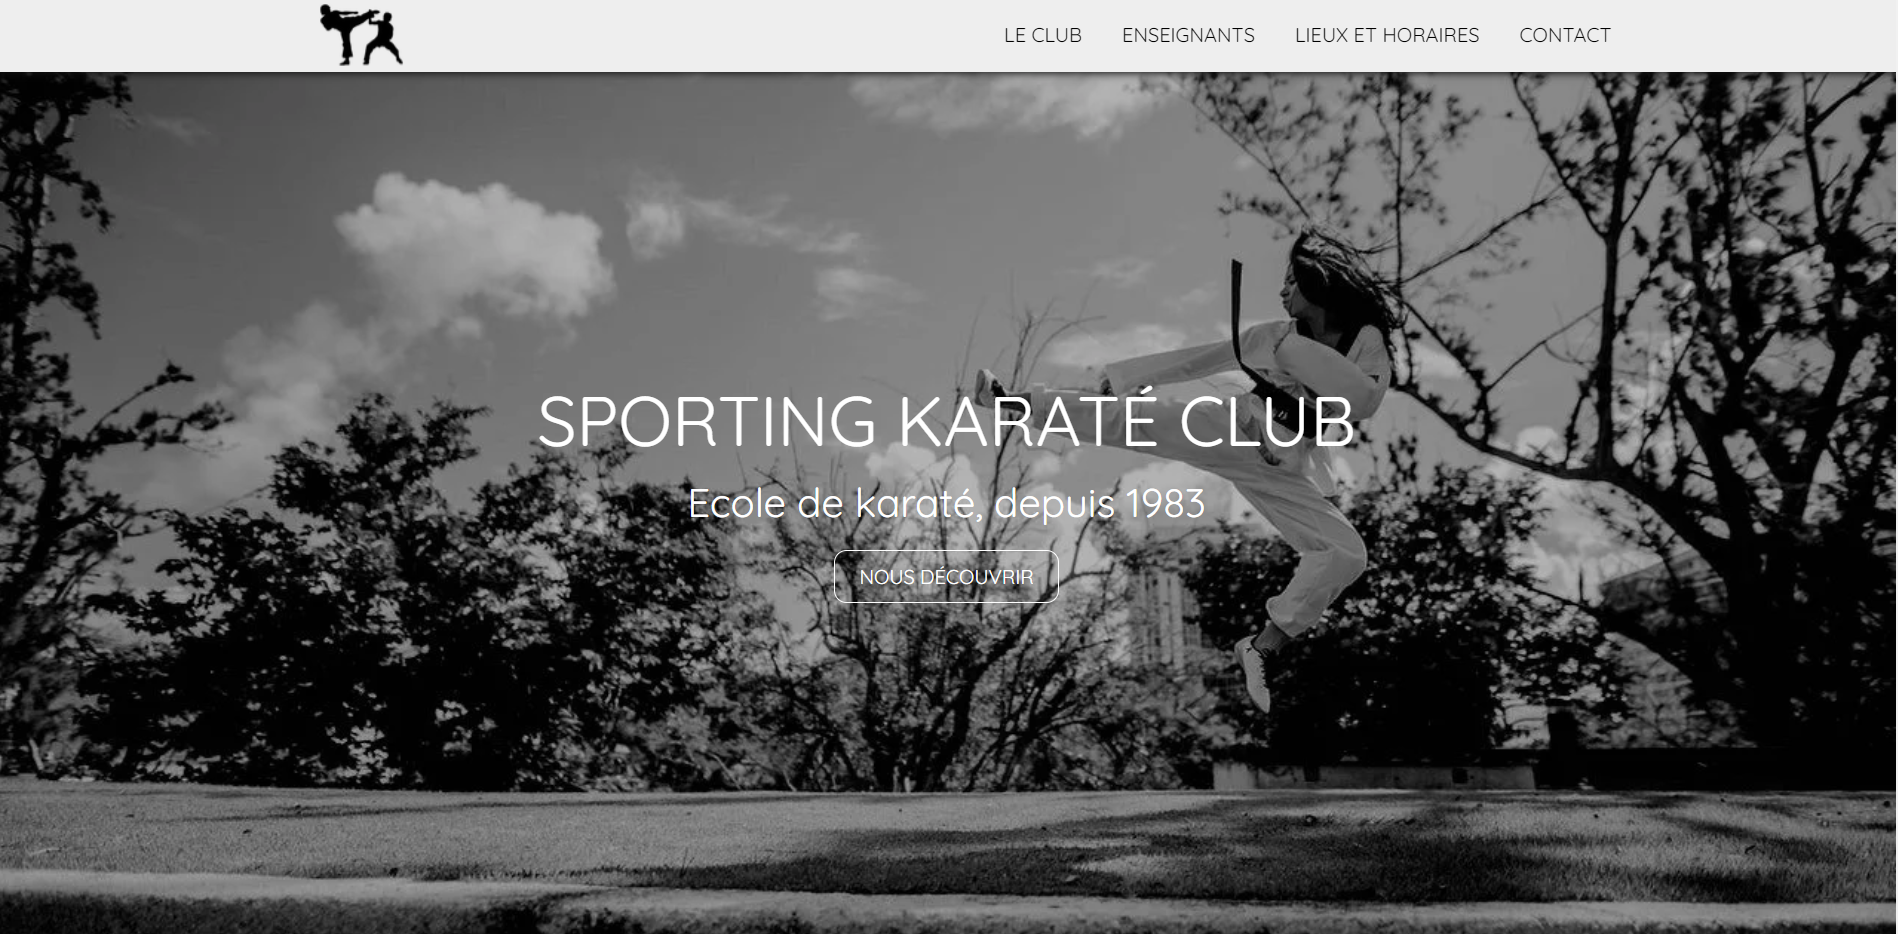 LE CLUB ENSEIGNANTS LIEUX ET HORAIRES CONTACT
SPORTING KARATÉ CLUB
Ecole de karaté, depuis 1983
NOUS DÉCOUVRIR